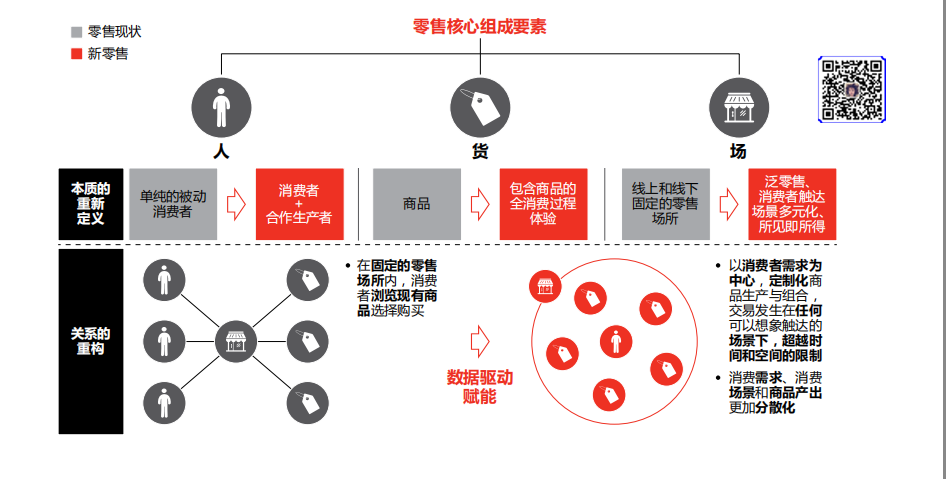 零售核心组成要素
零售现状
新零售
人
货
场
本质的
重新
定义
单纯的被动
消费者
消费者
+
合作生产者
商品
包含商品的
全消费过程
体验
线上和线下
固定的零售
场所
泛零售、
消费者触达
场景多元化、
所见即所得
关系的
重构
• 在固定的零售
场所内，消费
者浏览现有商
品选择购买
数据驱动
赋能
• 以消费者需求为
中心，定制化商
品生产与组合，
交易发生在任何
可以想象触达的
场景下，超越时
间和空间的限制
• 消费需求、消费
场景和商品产出
更加分散化